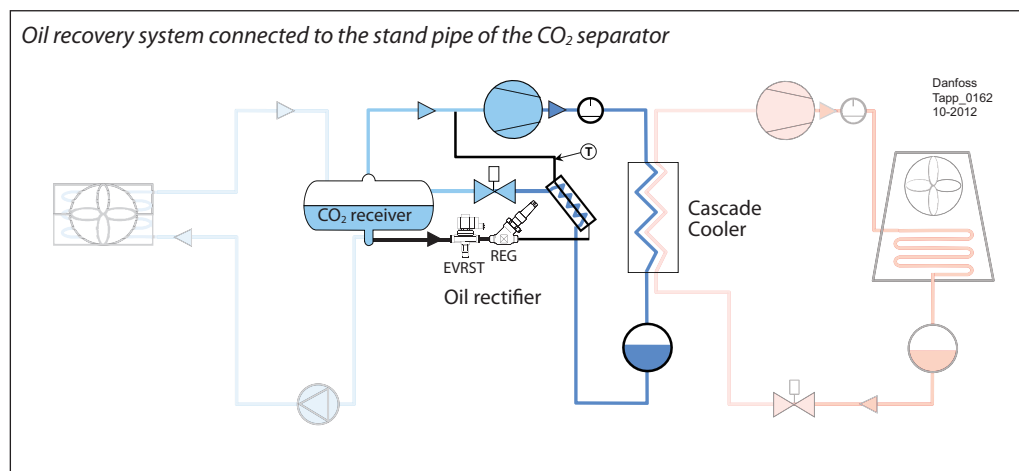 Oil recovery system connected to the stand pipe of the CO₂ separator
Danfoss
Tapp_0162
10-2012
T
CO₂ receiver
EVRST
REG
Oil rectifier
Cascade
Cooler